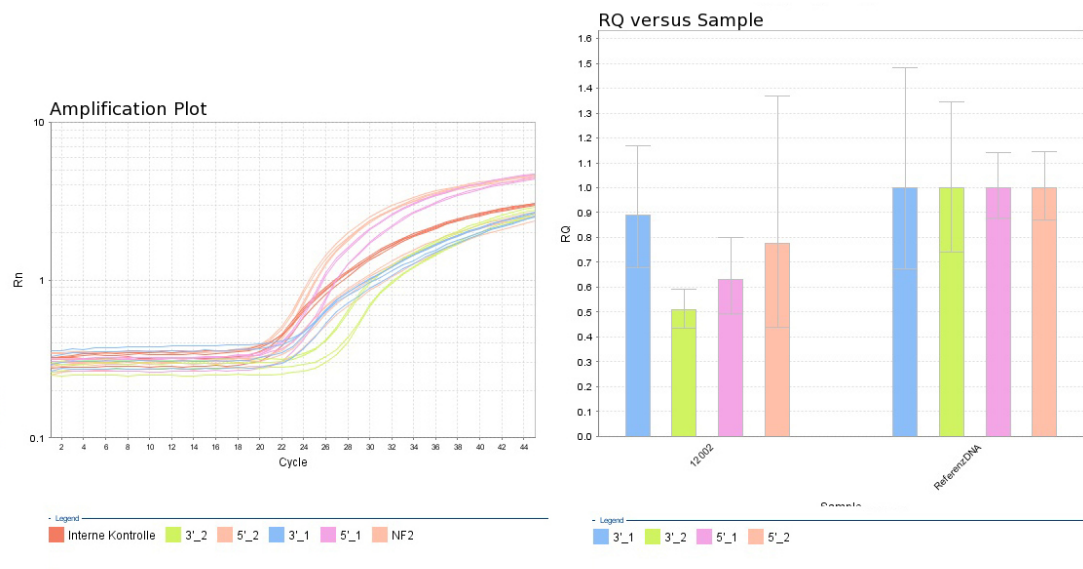 Amplification Plot
10
1
0.1
Rn
2 4 6 8 10 12 14 16 18 20 22 24 26 28 30 32 34 36 38 40 42 44
Cycle
Legend
Interne Kontrolle 3'_2 5'_2 3'_1 5'_1 NF2
RQ versus Sample
1.6
1.5
1.4
1.3
1.2
1.1
1.0
0.9
0.8
0.7
0.6
0.5
0.4
0.3
0.2
0.1
0.0
RQ
12002
ReferenzDNA
Sample
Legend
3'_1 3'_2 5'_1 5'_2